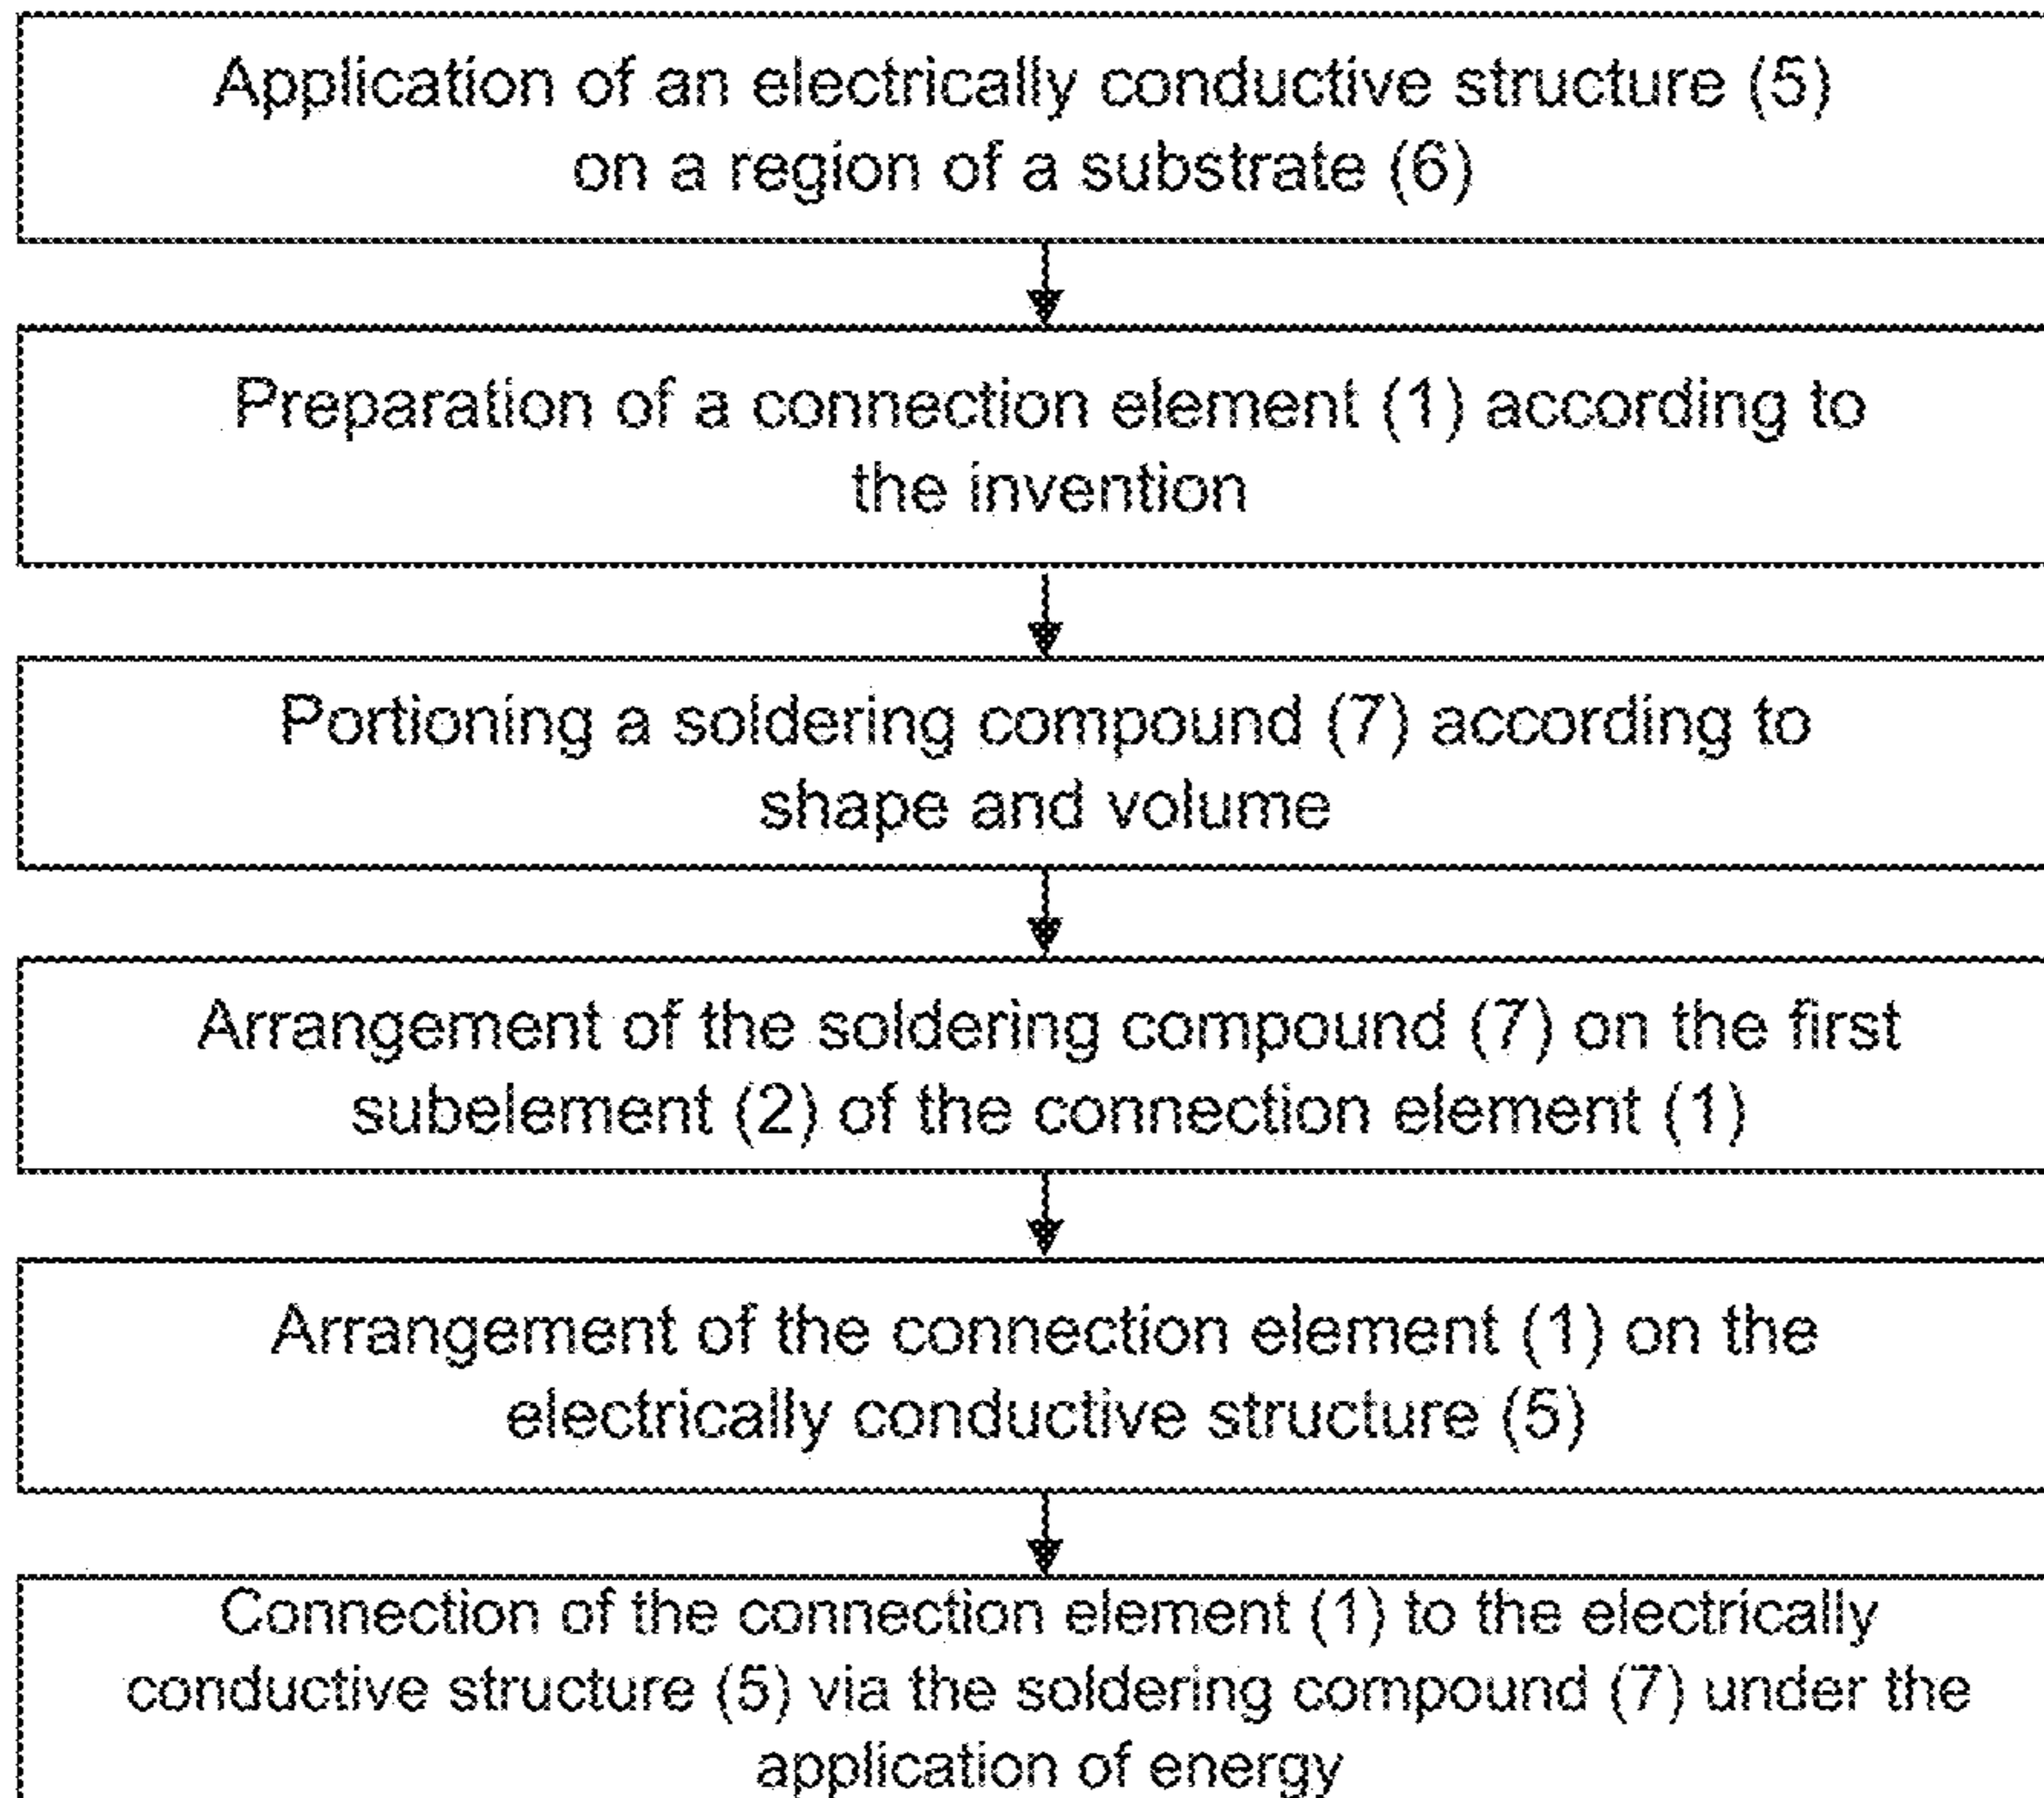 Application of an electrically conductive structure (5)
on a region of a substrate (6)
Preparation of a connection element (1) according to
the invention
Portioning a soldering compound (7) according to
shape and volume
Arrangement of the soldering compound (7) on the first
subelement (2) of the connection element (1)
Arrangement of the connection element (1) on the
electrically conductive structure (5)
Connection of the connection element (1) to the electrically
conductive structure (5) via the soldering compound (7) under the
application of energy